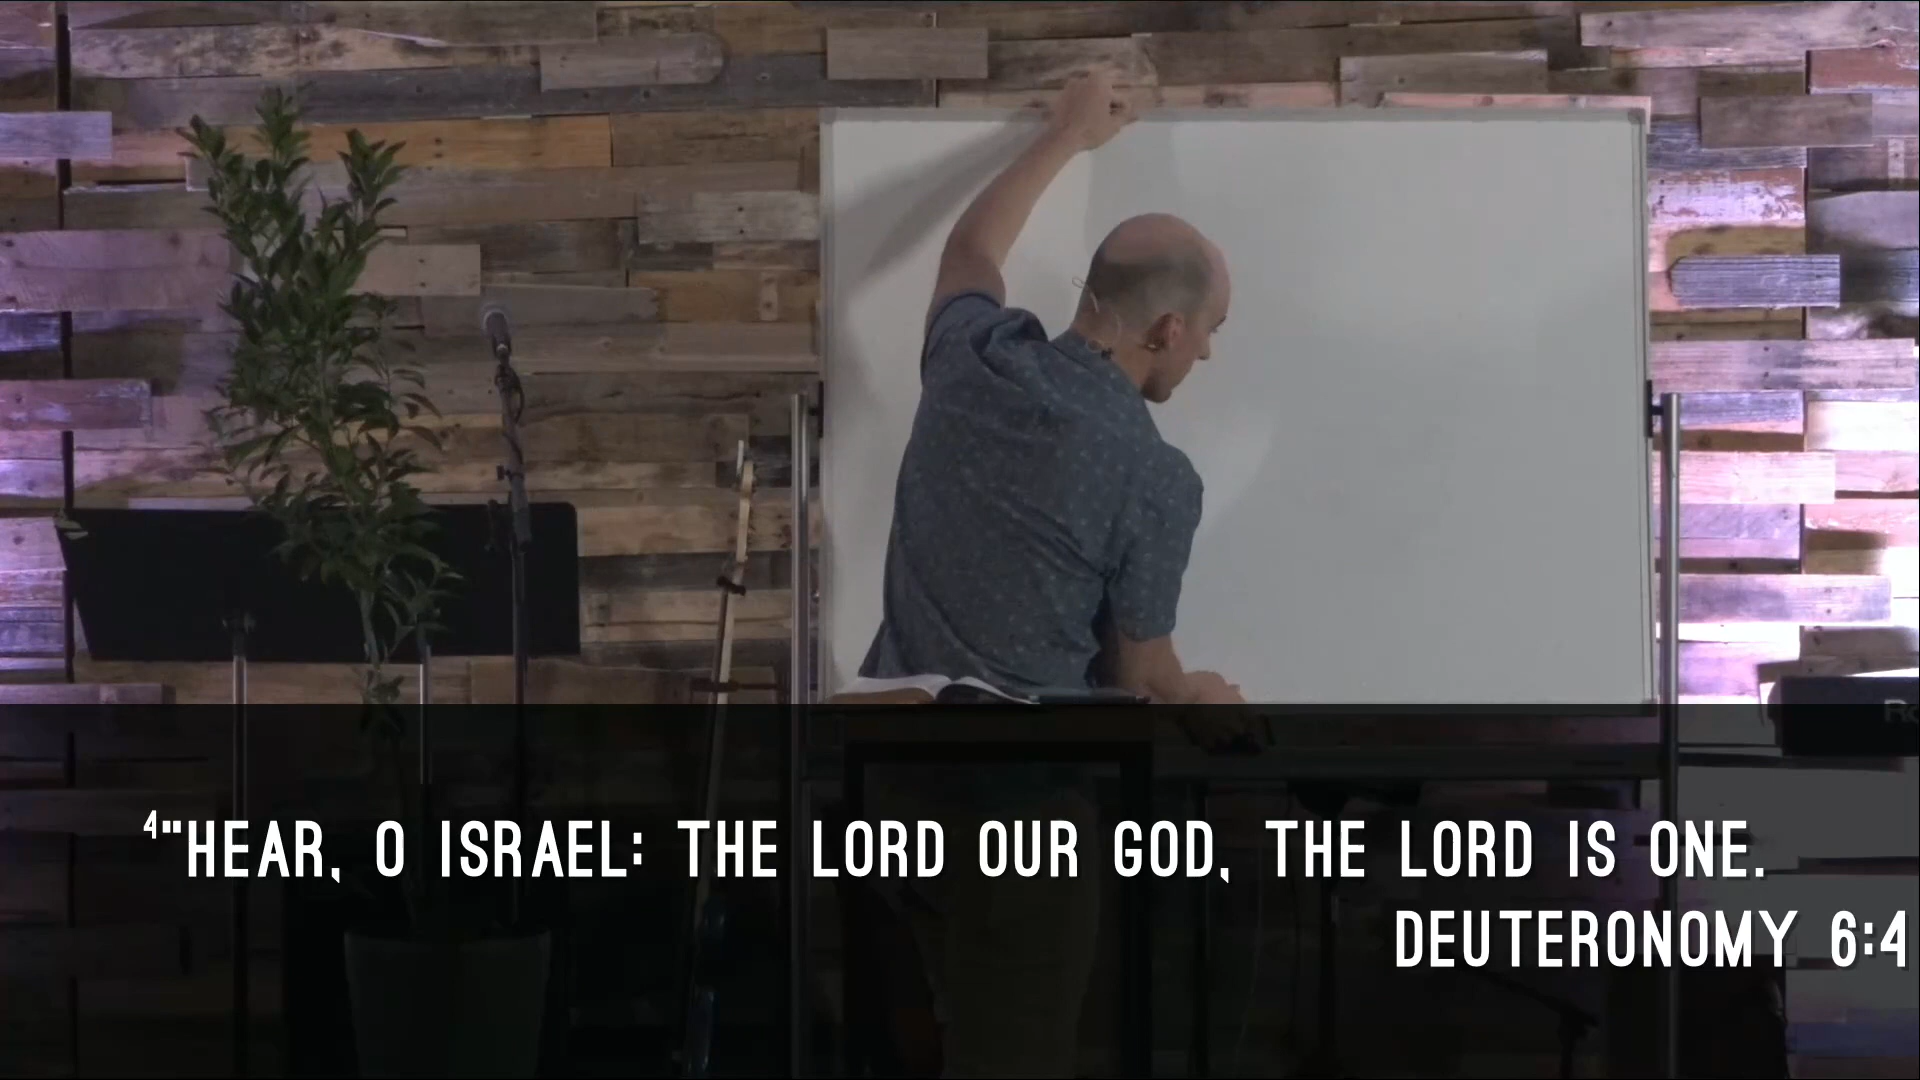 4"HEAR, O ISRAEL: THE LORD OUR GOD, THE LORD IS ONE.
DEUTERONOMY 6:4